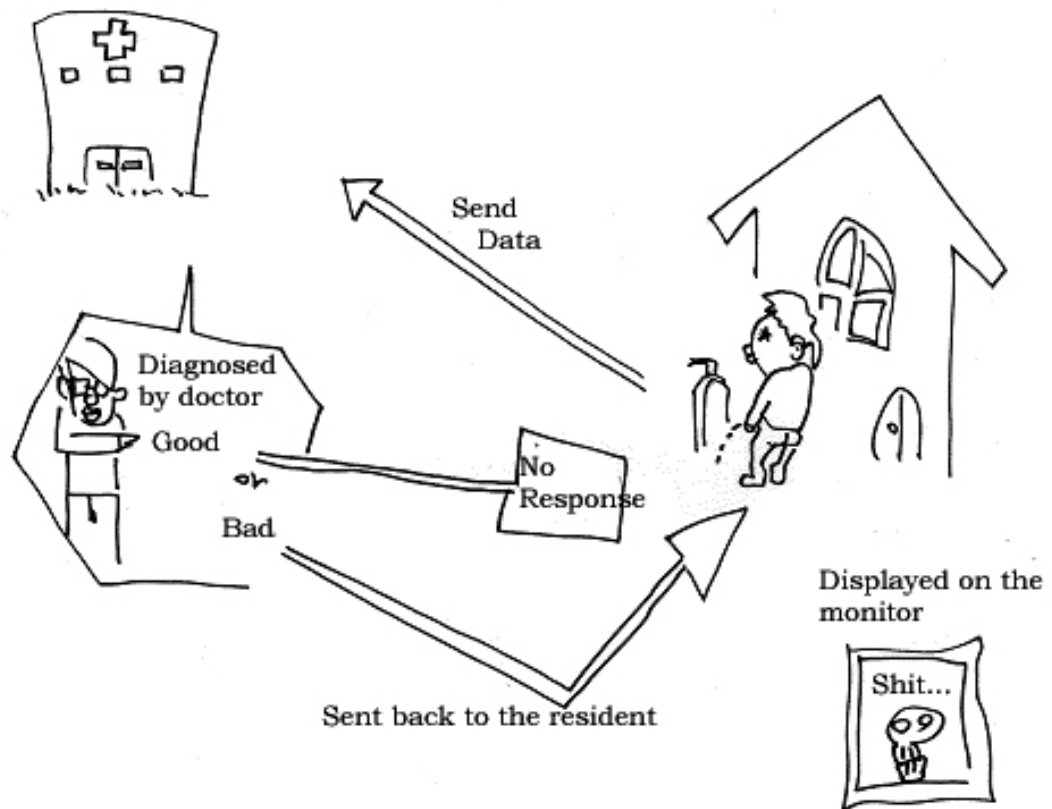 Send
Data
Diagnosed
by doctor
Good
or
Bad
No
Response
Sent back to the resident
Displayed on the
monitor
Shit...